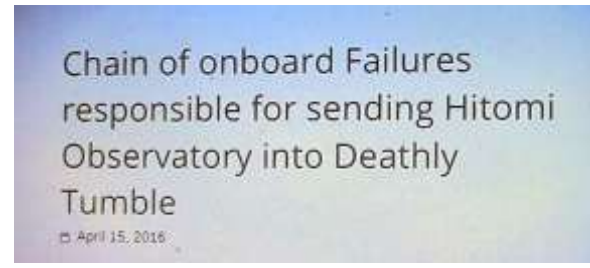 Chain of onboard Failures
responsible for sending Hitomi
Observatory into Deathly
Tumble
April 15, 2016